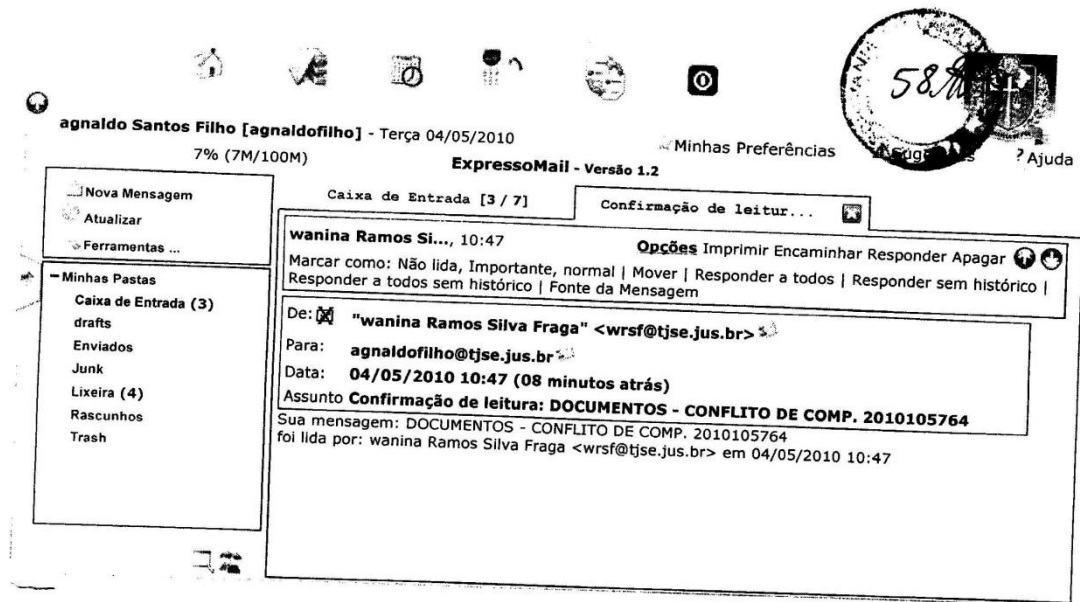 58
agnaldo Santos Filho [agnaldofilho] - Terça 04/05/2010
7% (7M/100M)
ExpressoMail - Versão 1.2
Minhas Preferências
? Ajuda
Nova Mensagem
Atualizar
Ferramentas ...
Minhas Pastas
Caixa de Entrada (3)
drafts
Enviados
Junk
Lixeira (4)
Rascunhos
Trash
Caixa de Entrada [3 / 7]
Confirmação de leitur...
wanina Ramos Si..., 10:47
Opções Imprimir Encaminhar Responder Apagar
Marcar como: Não lida, Importante, normal | Mover | Responder a todos | Responder sem histórico |
Responder a todos sem histórico | Fonte da Mensagem
De: "wanina Ramos Silva Fraga" <wrsf@tjse.jus.br>
Para: agnaldofilho@tjse.jus.br
Data: 04/05/2010 10:47 (08 minutos atrás)
Assunto Confirmação de leitura: DOCUMENTOS - CONFLITO DE COMP. 2010105764
Sua mensagem: DOCUMENTOS - CONFLITO DE COMP. 2010105764
foi lida por: wanina Ramos Silva Fraga <wrsf@tjse.jus.br> em 04/05/2010 10:47